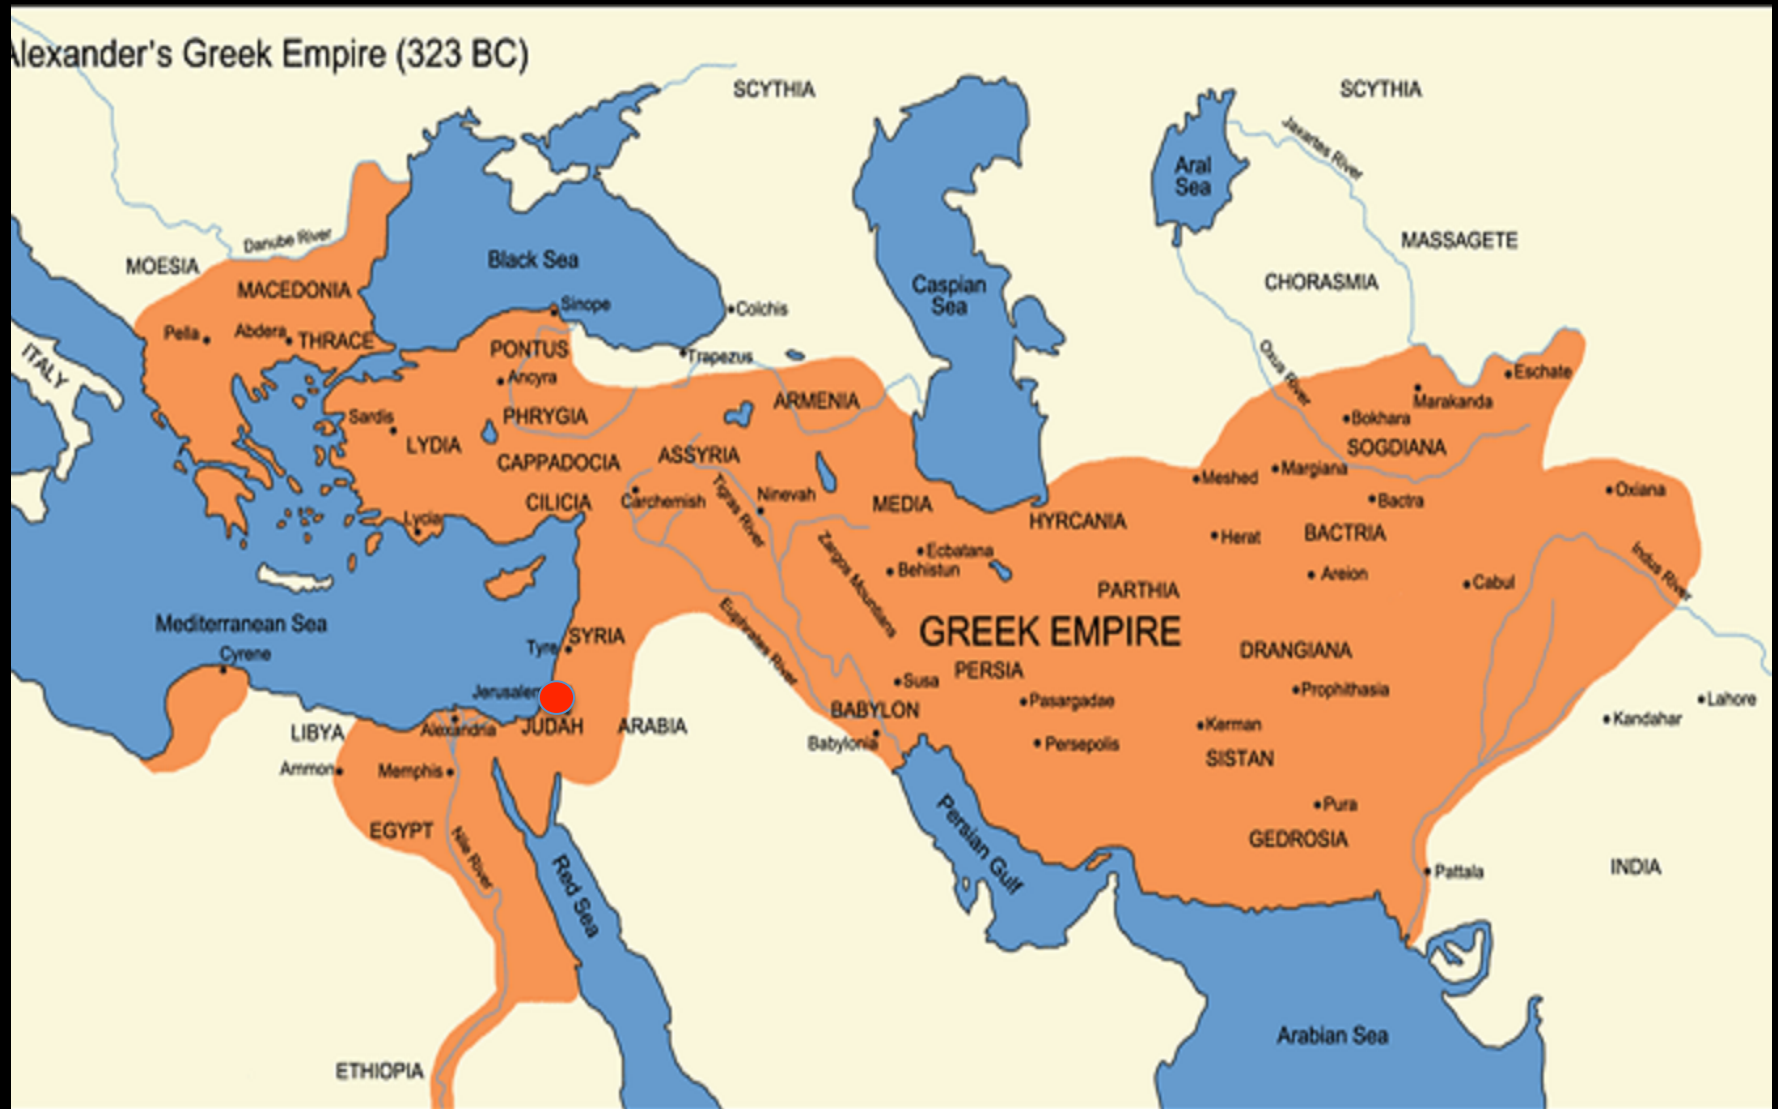 Alexander's Greek Empire (323 BC)
SCYTHIA
SCYTHIA
Jaxartes River
Aral
Sea
MASSAGETE
Danube River
MOESIA
Black Sea
CHORASMIA
MACEDONIA
Caspian
Sea
Sinope
Colchis
Pella
Abdera
THRACE
ITALY
PONTUS
Trapezus
Oxus River
Eschate
Ancyra
ARMENIA
Marakanda
Sardis
PHRYGIA
Bokhara
LYDIA
SOGDIANA
ASSYRIA
CAPPADOCIA
Margiana
Meshed
Oxiana
Carchemish
Tigras River
Ninevah
CILICIA
MEDIA
Bactra
Lycia
HYRCANIA
BACTRIA
Herat
Zargos Mountians
Ecbatana
Behistun
Areion
Cabul
Indus River
PARTHIA
Mediterranean Sea
Euphrates River
GREEK EMPIRE
SYRIA
Tyre
DRANGIANA
Cyrene
PERSIA
Susa
Jerusalem
Prophithasia
Pasargadae
Lahore
BABYLON
Kandahar
LIBYA
Alexandria
JUDAH
ARABIA
Kerman
Babylonia
Persepolis
SISTAN
Ammon
Memphis
Pura
EGYPT
Nile River
Persian Gulf
GEDROSIA
Red Sea
Pattala
INDIA
Arabian Sea
ETHIOPIA